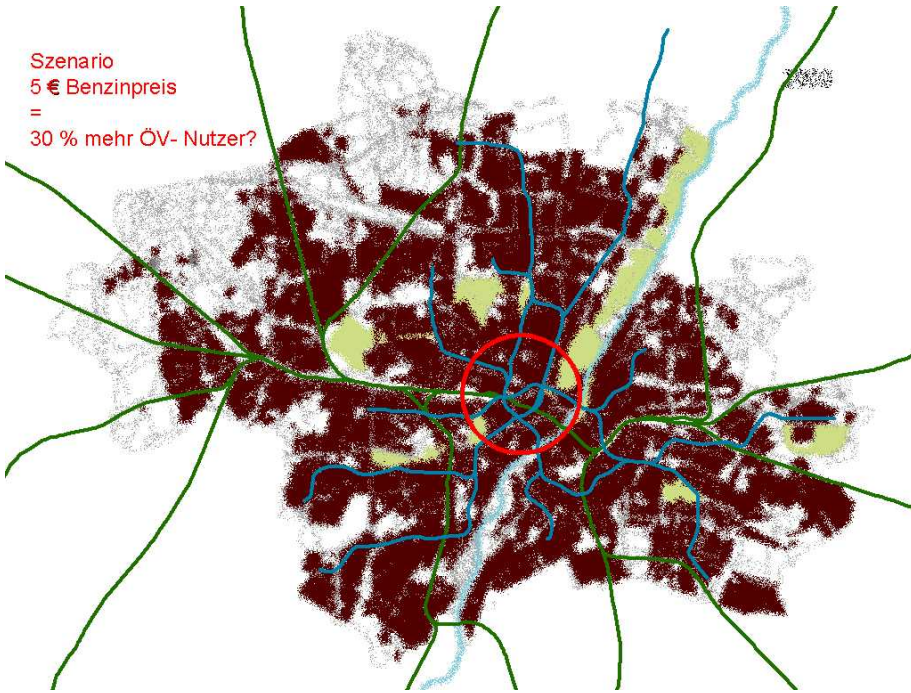 Szenario
5 € Benzinpreis
=
30 % mehr ÖV- Nutzer?